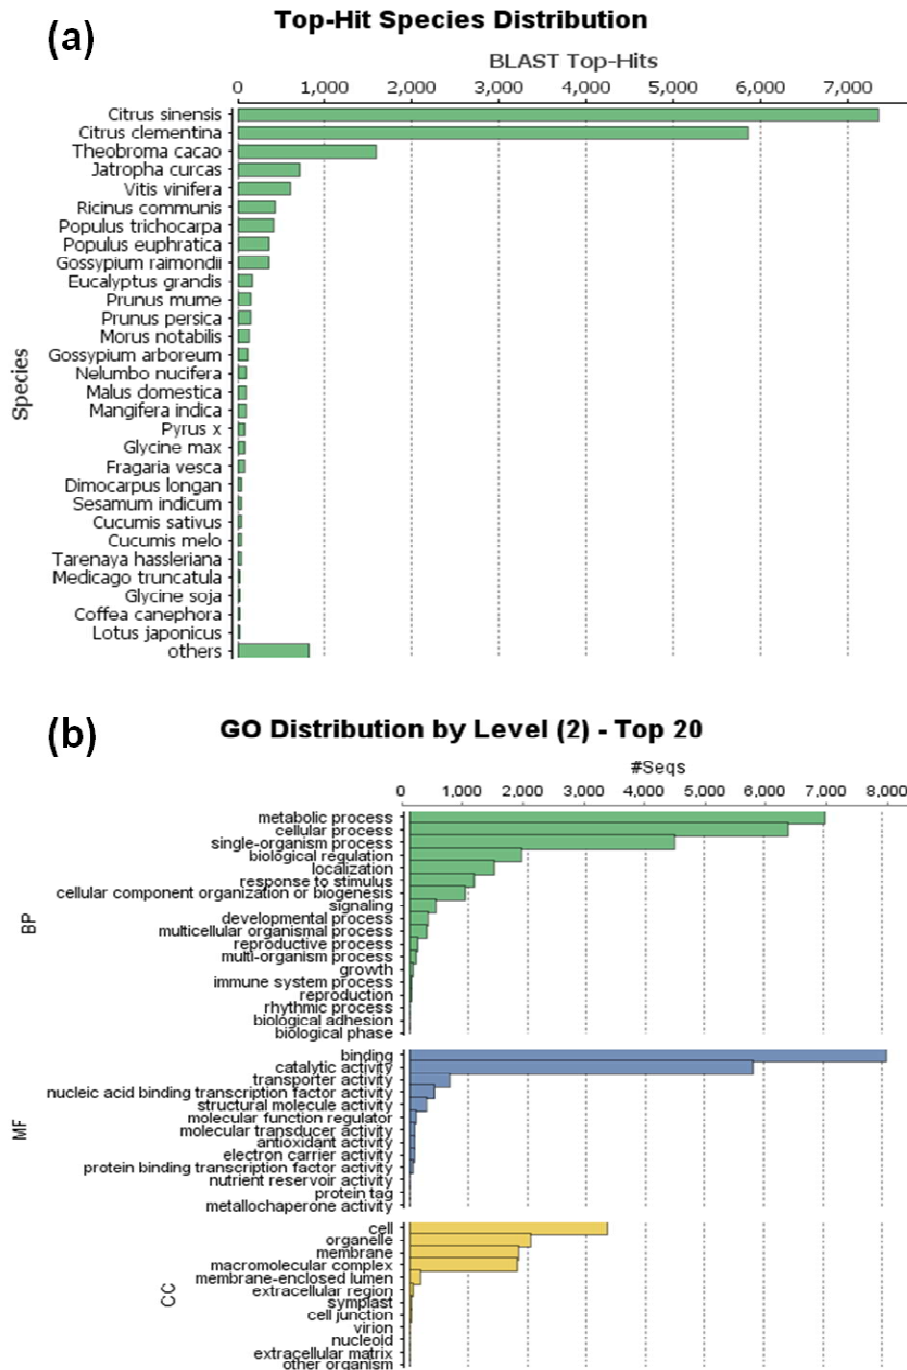 (a)
Top-Hit Species Distribution
BLAST Top-Hits
0 1,000 2,000 3,000 4,000 5,000 6,000 7,000
Species
Citrus sinensis
Citrus clementina
Theobroma cacao
Jatropha curcas
Vitis vinifera
Ricinus communis
Populus trichocarpa
Populus euphratica
Gossypium raimondii
Eucalyptus grandis
Prunus mume
Prunus persica
Morus notabilis
Gossypium arboreum
Nelumbo nucifera
Malus domestica
Mangifera indica
Pyrus x
Glycine max
Fragaria vesca
Dimocarpus longan
Sesamum indicum
Cucumis sativus
Cucumis melo
Tarenaya hassleriana
Medicago truncatula
Glycine soja
Coffea canephora
Lotus japonicus
others
(b)
GO Distribution by Level (2) - Top 20
#Seqs
0 1,000 2,000 3,000 4,000 5,000 6,000 7,000 8,000
BP
metabolic process
cellular process
single-organism process
biological regulation
localization
response to stimulus
cellular component organization or biogenesis
signaling
developmental process
multicellular organismal process
reproductive process
multi-organism process
growth
immune system process
reproduction
rhythmic process
biological adhesion
biological phase
MF
binding
catalytic activity
transporter activity
nucleic acid binding transcription factor activity
structural molecule activity
molecular function regulator
molecular transducer activity
antioxidant activity
electron carrier activity
protein binding transcription factor activity
nutrient reservoir activity
protein tag
metallochaperone activity
CC
cell
organelle
membrane
macromolecular complex
membrane-enclosed lumen
extracellular region
symplast
cell junction
virion
nucleoid
extracellular matrix
other organism